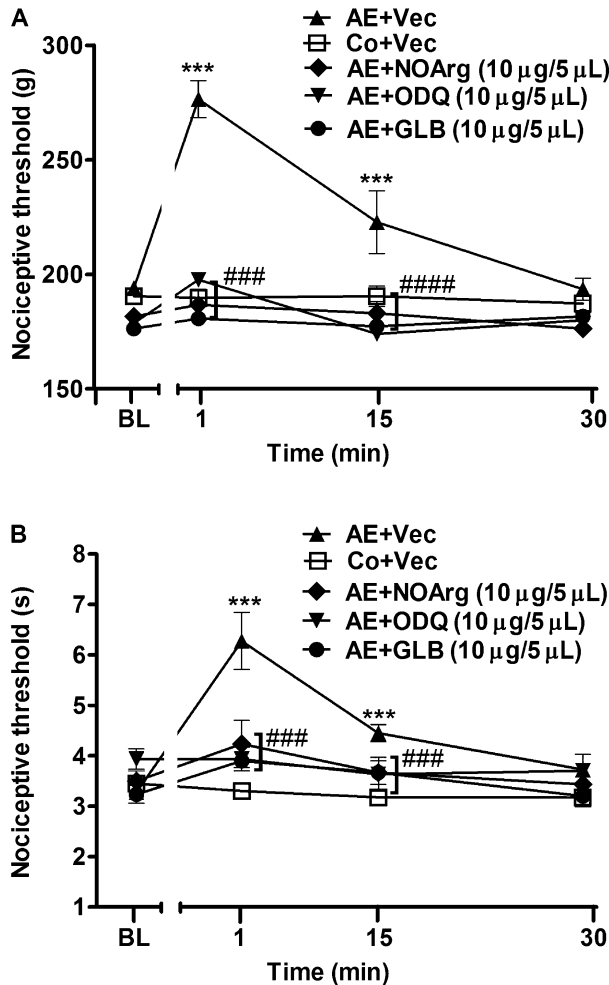 A
AE+Vec
Co+Vec
AE+NOArg (10 μg/5 μL)
AE+ODQ (10 μg/5 μL)
AE+GLB (10 μg/5 μL)
Nociceptive threshold (g)
300
250
200
150
***
***
###
####
BL 1 15 30
Time (min)
B
AE+Vec
Co+Vec
AE+NOArg (10 μg/5 μL)
AE+ODQ (10 μg/5 μL)
AE+GLB (10 μg/5 μL)
Nociceptive threshold (s)
8
7
6
5
4
3
2
1
***
***
###
###
BL 1 15 30
Time (min)